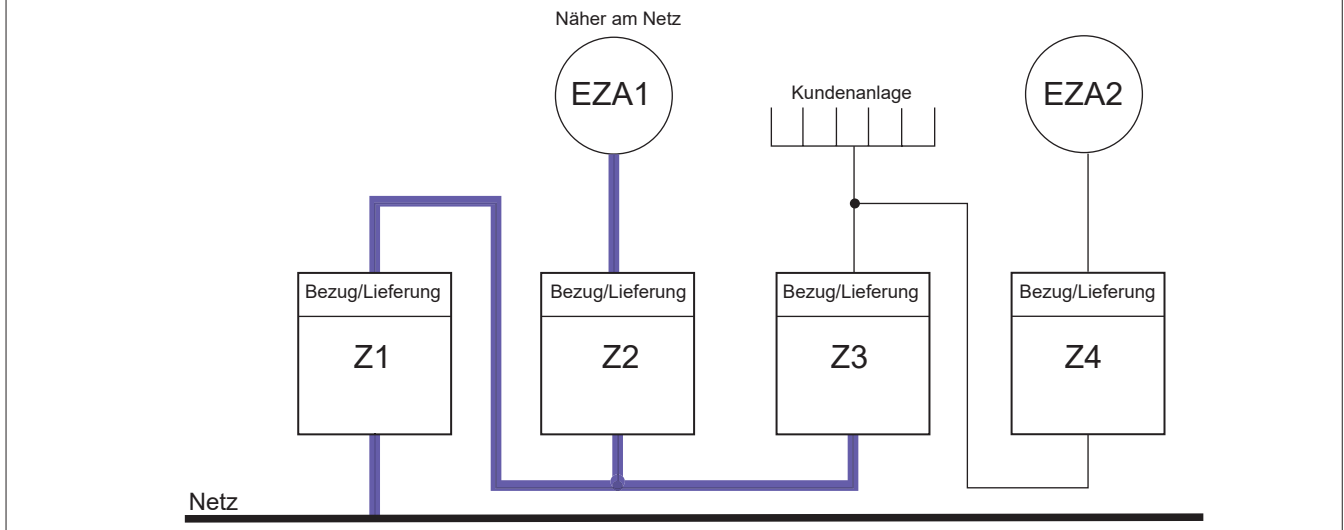 Näher am Netz
EZA1
Kundenanlage
EZA2
Bezug/Lieferung
Bezug/Lieferung
Bezug/Lieferung
Bezug/Lieferung
Z1
Z2
Z3
Z4
Netz